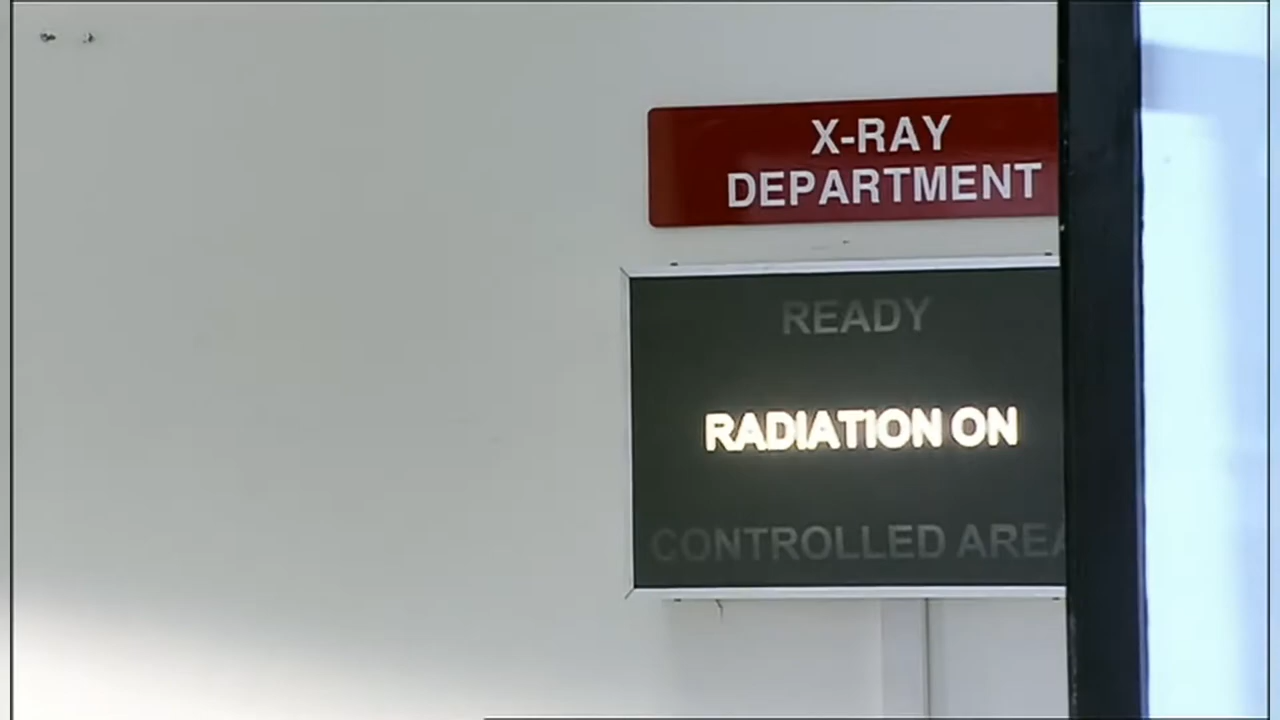 X-RAY
DEPARTMENT
READY
RADIATION ON
CONTROLLED AREA